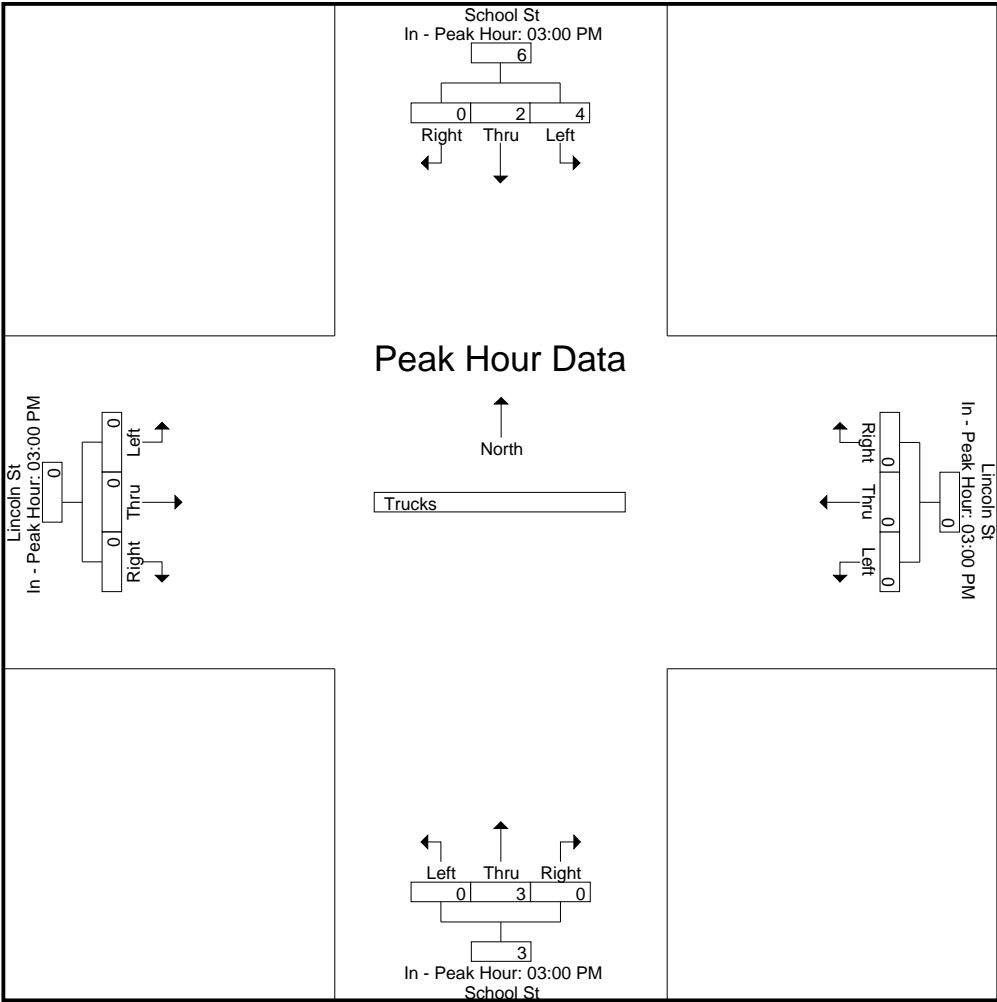 School St
In - Peak Hour: 03:00 PM
6
0 2 4
Right Thru Left
Peak Hour Data
North
Trucks
Lincoln St
In - Peak Hour: 03:00 PM
0
0 0 0
Left Thru Right
Lincoln St
In - Peak Hour: 03:00 PM
0
0 0 0
Right Thru Left
Left Thru Right
0 3 0
3
In - Peak Hour: 03:00 PM
School St